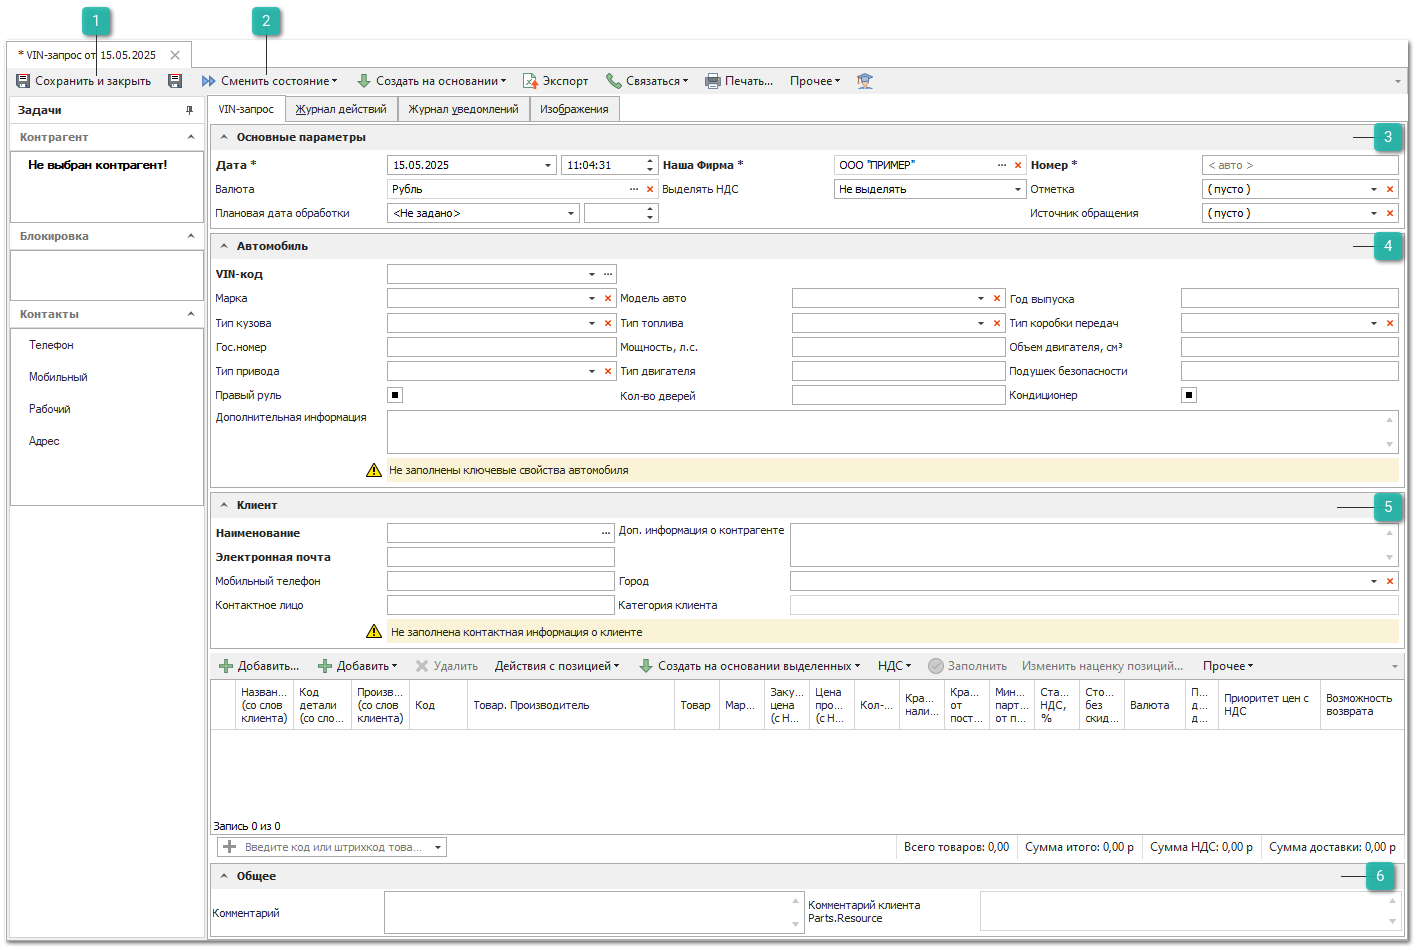 1
2
* VIN-запрос от 15.05.2025
Сохранить и закрыть
Сменить состояние
Создать на основании
Экспорт
Связаться
Печать...
Прочее
Задачи
Контрагент
Не выбран контрагент!
Блокировка
Контакты
Телефон
Мобильный
Рабочий
Адрес
VIN-запрос
Журнал действий
Журнал уведомлений
Изображения
Основные параметры
3
Дата *
15.05.2025
11:04:31
Наша Фирма *
ООО "ПРИМЕР"
Номер *
< авто >
Валюта
Рубль
Выделять НДС
Не выделять
Отметка
( пусто )
Плановая дата обработки
<Не задано>
Источник обращения
( пусто )
Автомобиль
4
VIN-код
Марка
Модель авто
Год выпуска
Тип кузова
Тип топлива
Тип коробки передач
Гос.номер
Мощность, л.с.
Объем двигателя, см³
Тип привода
Тип двигателя
Подушек безопасности
Правый руль
Кол-во дверей
Кондиционер
Дополнительная информация
Не заполнены ключевые свойства автомобиля
Клиент
5
Наименование
Доп. информация о контрагенте
Электронная почта
Мобильный телефон
Город
Контактное лицо
Категория клиента
Не заполнена контактная информация о клиенте
Добавить...
Добавить
Удалить
Действия с позицией
Создать на основании выделенных
НДС
Заполнить
Изменить наценку позиций...
Прочее
Назван...
(со слов
клиента)
Код
детали
(со сло...
Произв...
(со слов
клиента)
Код
Товар. Производитель
Товар
Мар...
Заку...
цена
(с Н...
Цена
про...
(с Н...
Кол-...
Кра...
нали...
Кра...
от
пост...
Мин...
парт...
от п...
Ста...
НДС,
%
Сто...
без
скид...
Валюта
П...
д...
д...
Приоритет цен с
НДС
Возможность
возврата
Запись 0 из 0
Введите код или штрихкод това...
Всего товаров: 0,00
Сумма итого: 0,00 р
Сумма НДС: 0,00 р
Сумма доставки: 0,00 р
Общее
6
Комментарий
Комментарий клиента
Parts.Resource